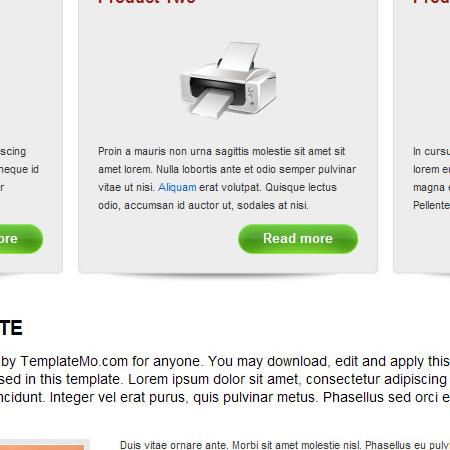 Product Two
Proin a mauris non urna sagittis molestie sit amet sit
amet lorem. Nulla lobortis ante et odio semper pulvinar
vitae ut nisi. Aliquam erat volutpat. Quisque lectus
odio, accumsan id auctor ut, sodales at nisi.
Read more
scing
neque id
r
ore
In cursu
lorem e
magna
Pellente
TE
by TemplateMo.com for anyone. You may download, edit and apply this
sed in this template. Lorem ipsum dolor sit amet, consectetur adipiscing
ncidunt. Integer vel erat purus, quis pulvinar metus. Phasellus sed orci e
Duis vitae ornare ante. Morbi sit amet molestie nisl. Phasellus eu pulv